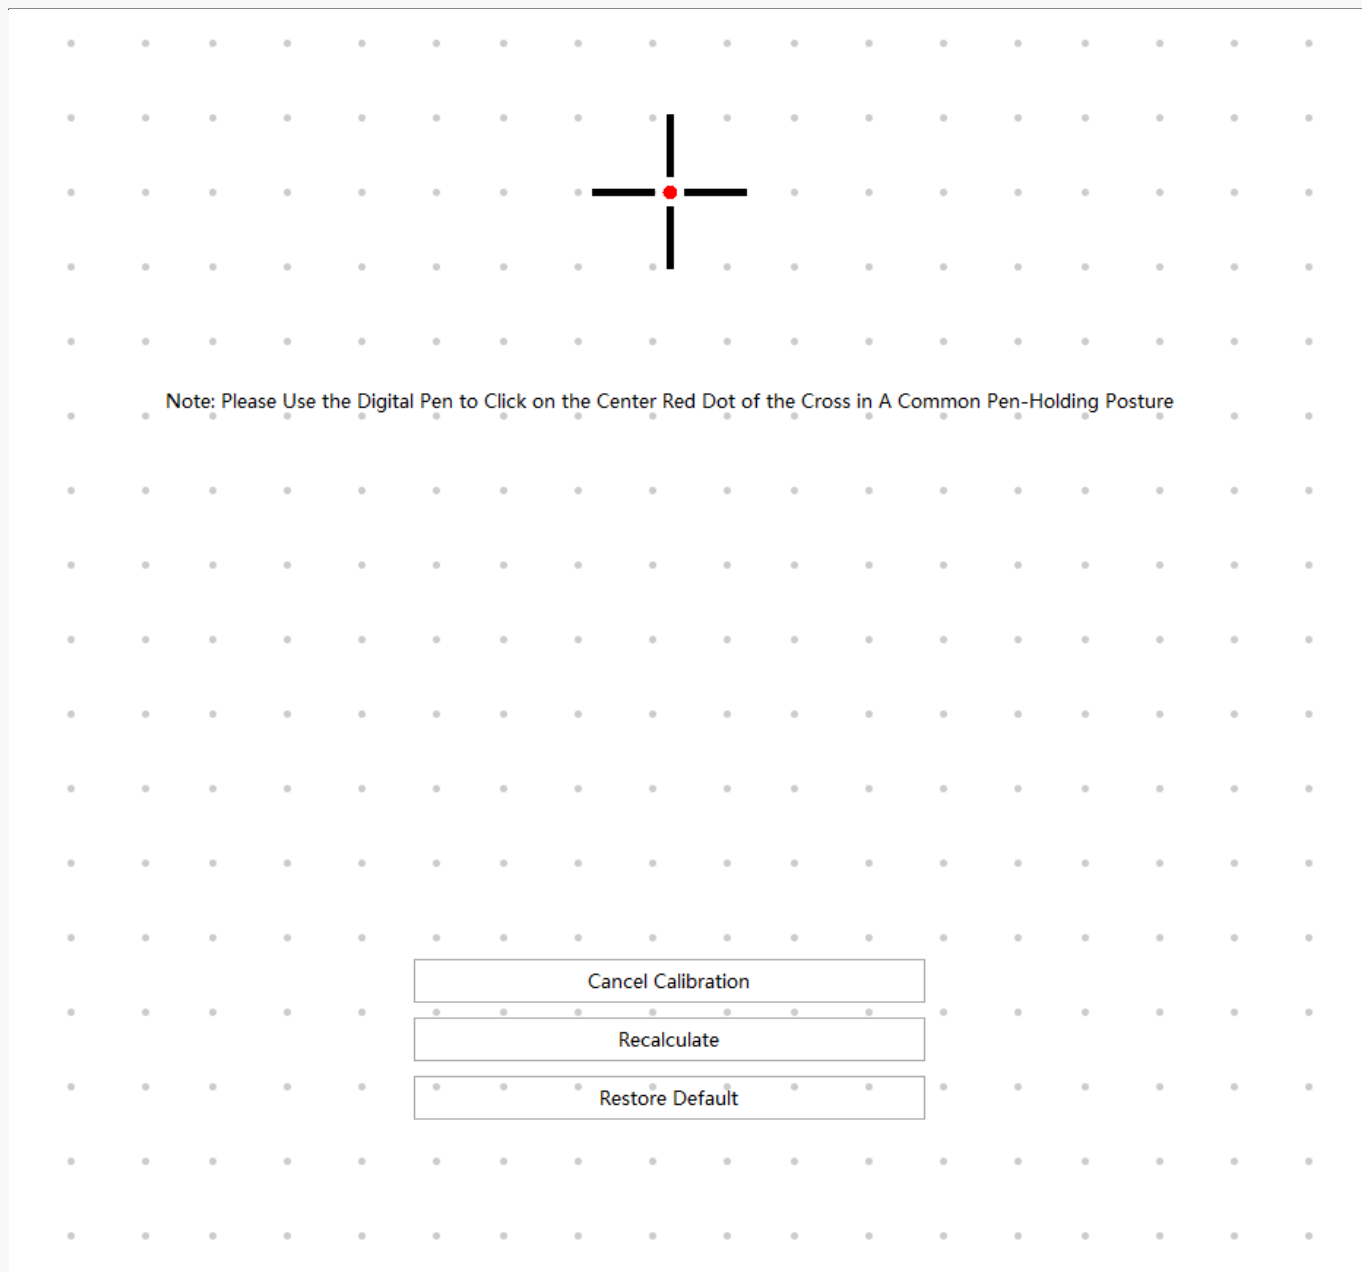 Note: Please Use the Digital Pen to Click on the Center Red Dot of the Cross in A Common Pen-Holding Posture
Cancel Calibration
Recalculate
Restore Default